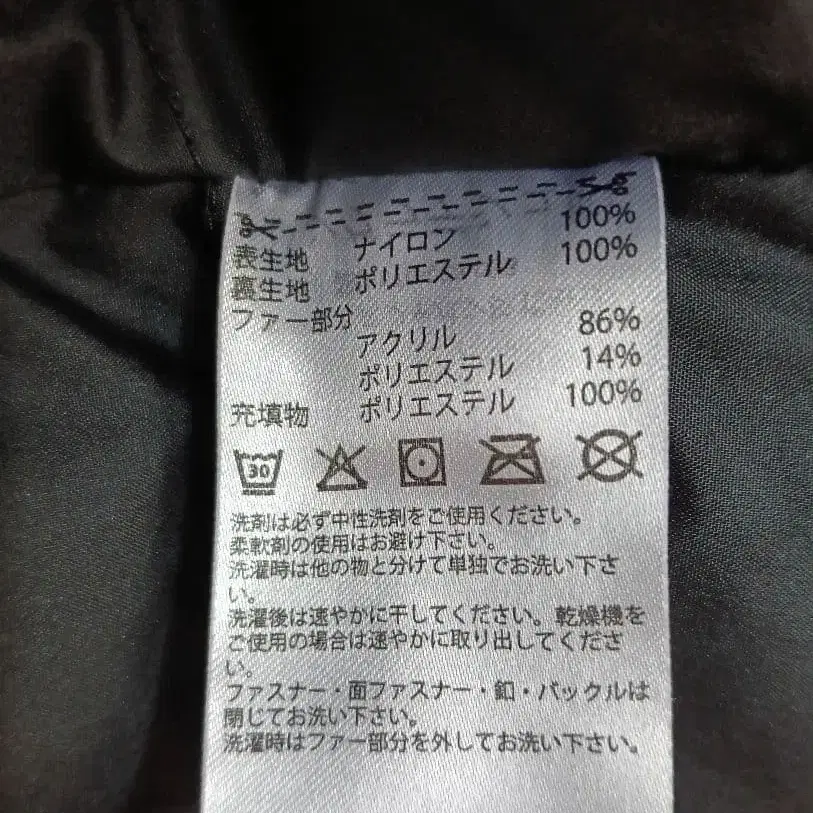 表生地 ナイロン 100%
裏生地 ポリエステル 100%
ファー部分
アクリル 86%
ポリエステル 14%
充填物 ポリエステル 100%
30
洗剤は必ず中性洗剤をご使用ください。
柔軟剤の使用はお避け下さい。
洗濯時は他の物と分けて単独でお洗い下さ
い。
洗濯後は速やかに干してください。乾燥機を
ご使用の場合は速やかに取り出してくださ
い。
ファスナー・面ファスナー・釦・バックルは
閉じてお洗い下さい。
洗濯時はファー部分を外してお洗い下さい。